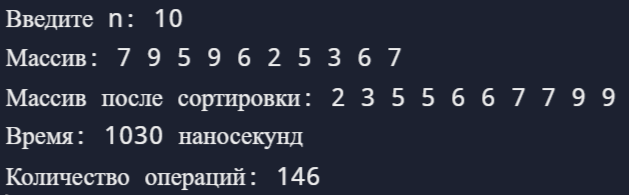 Введите n: 10
Массив: 7 9 5 9 6 2 5 3 6 7
Массив после сортировки: 2 3 5 5 6 6 7 7 9 9
Время: 1030 наносекунд
Количество операций: 146